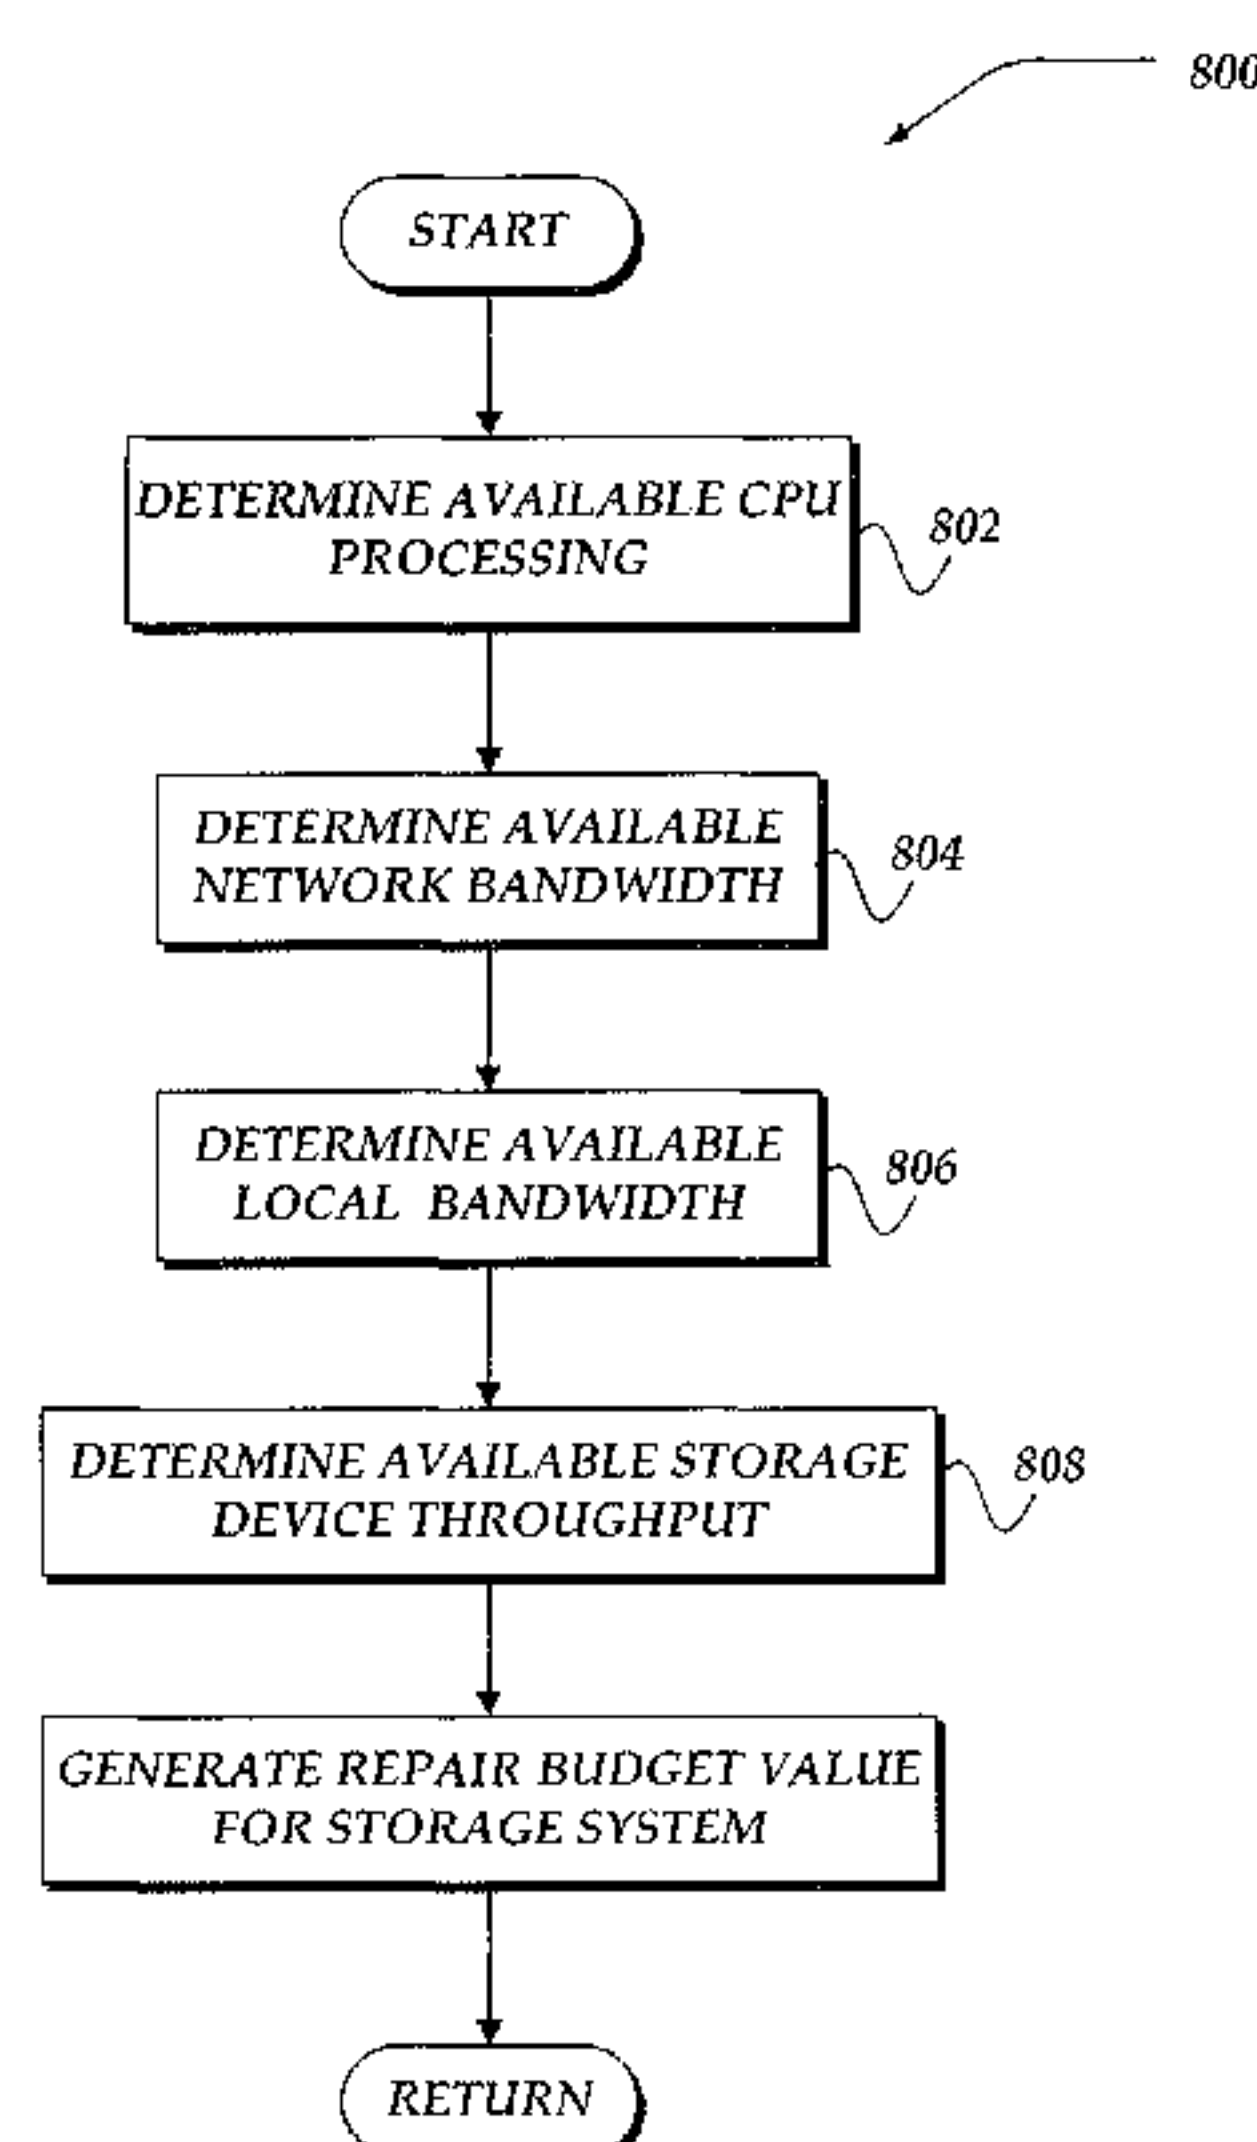 800
START
DETERMINE AVAILABLE CPU
PROCESSING
802
DETERMINE AVAILABLE
NETWORK BANDWIDTH
804
DETERMINE AVAILABLE
LOCAL BANDWIDTH
806
DETERMINE AVAILABLE STORAGE
DEVICE THROUGHPUT
808
GENERATE REPAIR BUDGET VALUE
FOR STORAGE SYSTEM
RETURN